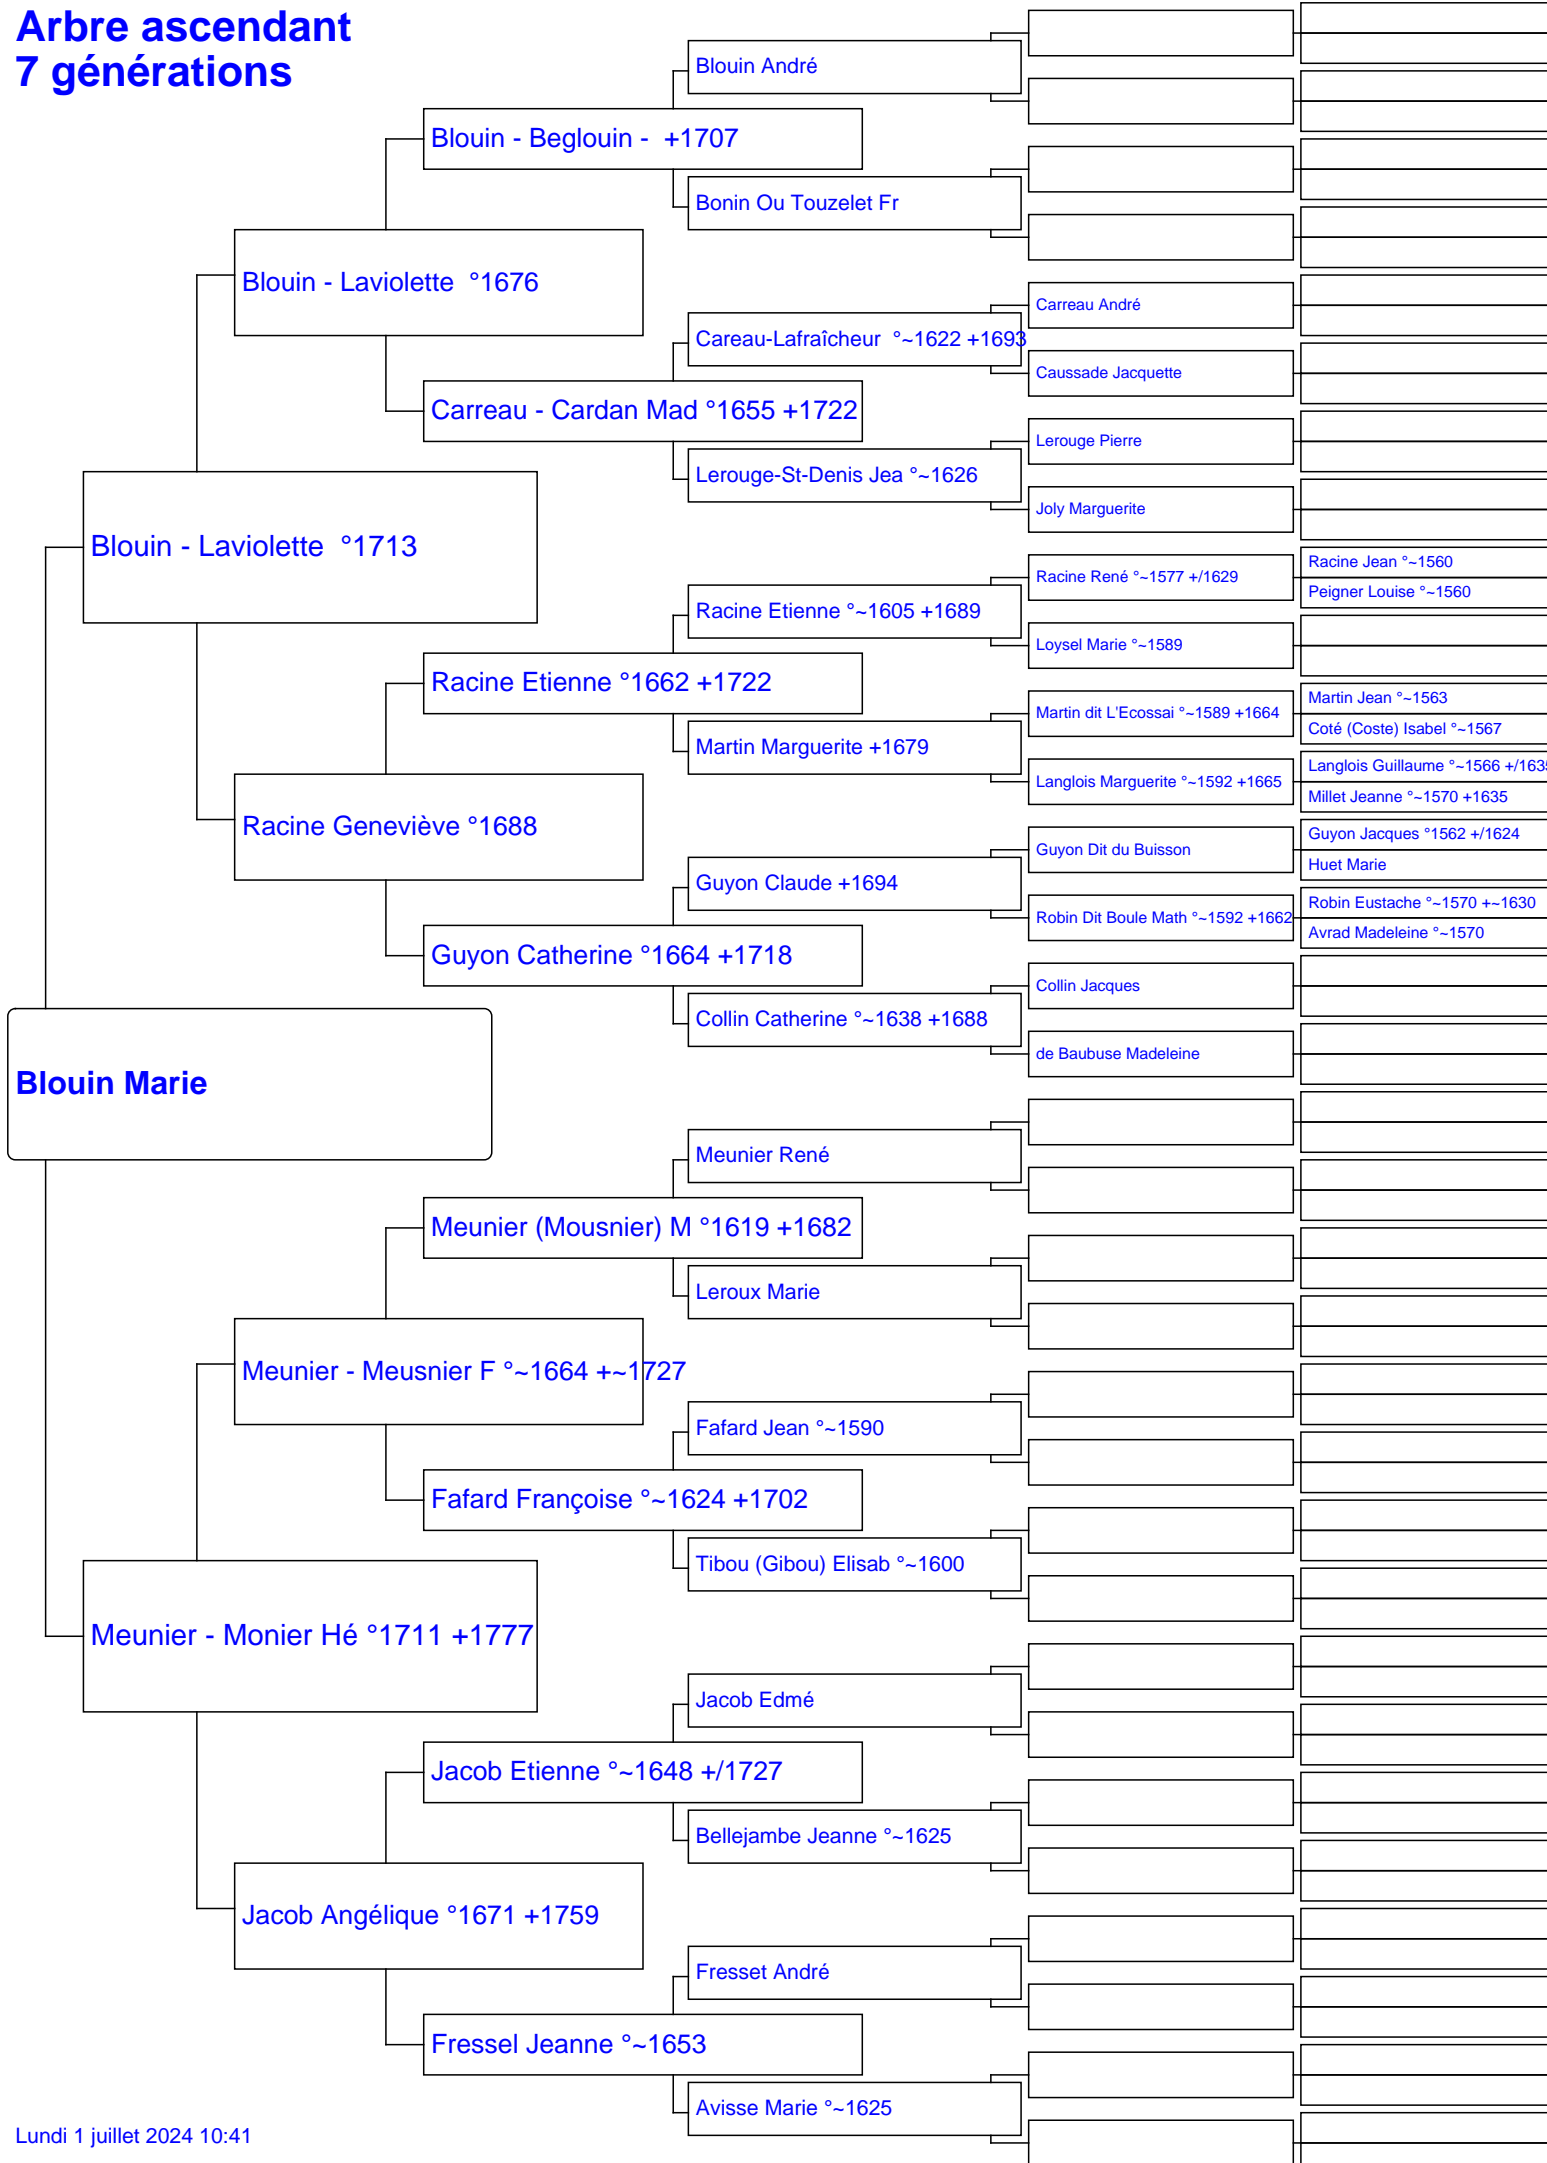 Arbre ascendant
7 générations
Blouin André
Blouin - Beglouin -  +1707
Bonin Ou Touzelet Fr
Blouin - Laviolette  °1676
Carreau André
Careau-Lafraîcheur  °~1622 +1693
Caussade Jacquette
Carreau - Cardan Mad °1655 +1722
Lerouge Pierre
Lerouge-St-Denis Jea °~1626
Joly Marguerite
Blouin - Laviolette  °1713
Racine Jean °~1560
Racine René °~1577 +/1629
Peigner Louise °~1560
Racine Etienne °~1605 +1689
Loysel Marie °~1589
Racine Etienne °1662 +1722
Martin Jean °~1563
Martin dit L'Ecossai °~1589 +1664
Coté (Coste) Isabel °~1567
Martin Marguerite +1679
Langlois Guillaume °~1566 +/1635
Langlois Marguerite °~1592 +1665
Millet Jeanne °~1570 +1635
Racine Geneviève °1688
Guyon Jacques °1562 +/1624
Guyon Dit du Buisson
Huet Marie
Guyon Claude +1694
Robin Eustache °~1570 +~1630
Robin Dit Boule Math °~1592 +1662
Avrad Madeleine °~1570
Guyon Catherine °1664 +1718
Collin Jacques
Collin Catherine °~1638 +1688
de Baubuse Madeleine
Blouin Marie
Meunier René
Meunier (Mousnier) M °1619 +1682
Leroux Marie
Meunier - Meusnier F °~1664 +~1727
Fafard Jean °~1590
Fafard Françoise °~1624 +1702
Tibou (Gibou) Elisab °~1600
Meunier - Monier Hé °1711 +1777
Jacob Edmé
Jacob Etienne °~1648 +/1727
Bellejambe Jeanne °~1625
Jacob Angélique °1671 +1759
Fresset André
Fressel Jeanne °~1653
Avisse Marie °~1625
Lundi 1 juillet 2024 10:41